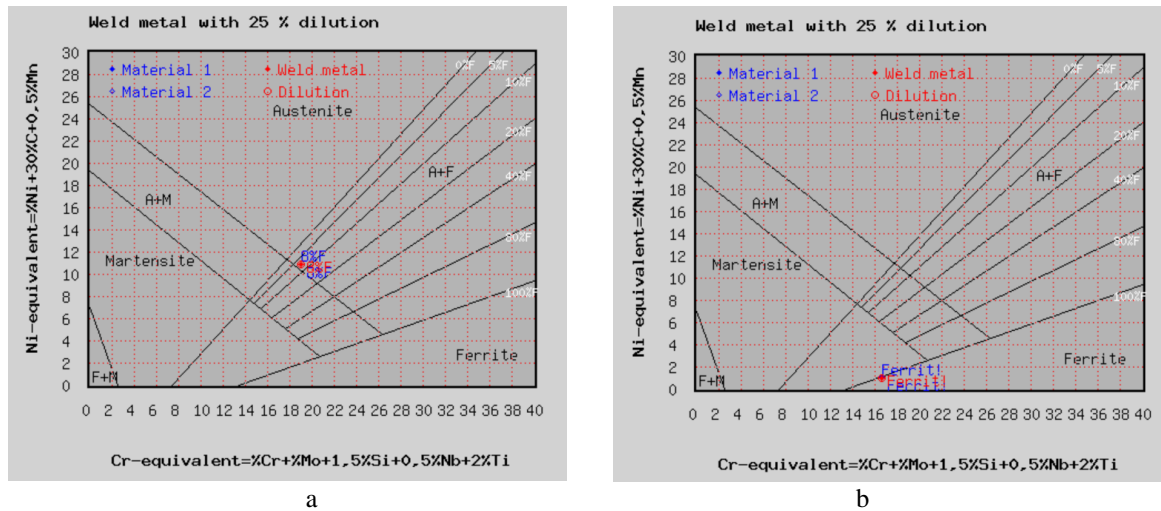 Weld metal with 25 % dilution
Ni-equivalent=%Ni+30%C+0,5%Mn
30
28
26
24
22
20
18
16
14
12
10
8
6
4
2
0
Material 1
Weld metal
Material 2
Dilution
Austenite
0%F
5%F
10%F
20%F
40%F
80%F
100%F
A+F
A+M
Martensite
8%F
8%F
Ferrite
F+M
0 2 4 6 8 10 12 14 16 18 20 22 24 26 28 30 32 34 36 38 40
Cr-equivalent=%Cr+%Mo+1,5%Si+0,5%Nb+2%Ti
a
Weld metal with 25 % dilution
Ni-equivalent=%Ni+30%C+0,5%Mn
30
28
26
24
22
20
18
16
14
12
10
8
6
4
2
0
Material 1
Weld metal
Material 2
Dilution
Austenite
0%F
5%F
10%F
20%F
40%F
80%F
100%F
A+F
A+M
Martensite
Ferrite
Ferrit!
Ferrit!
Ferrit!
F+M
0 2 4 6 8 10 12 14 16 18 20 22 24 26 28 30 32 34 36 38 40
Cr-equivalent=%Cr+%Mo+1,5%Si+0,5%Nb+2%Ti
b